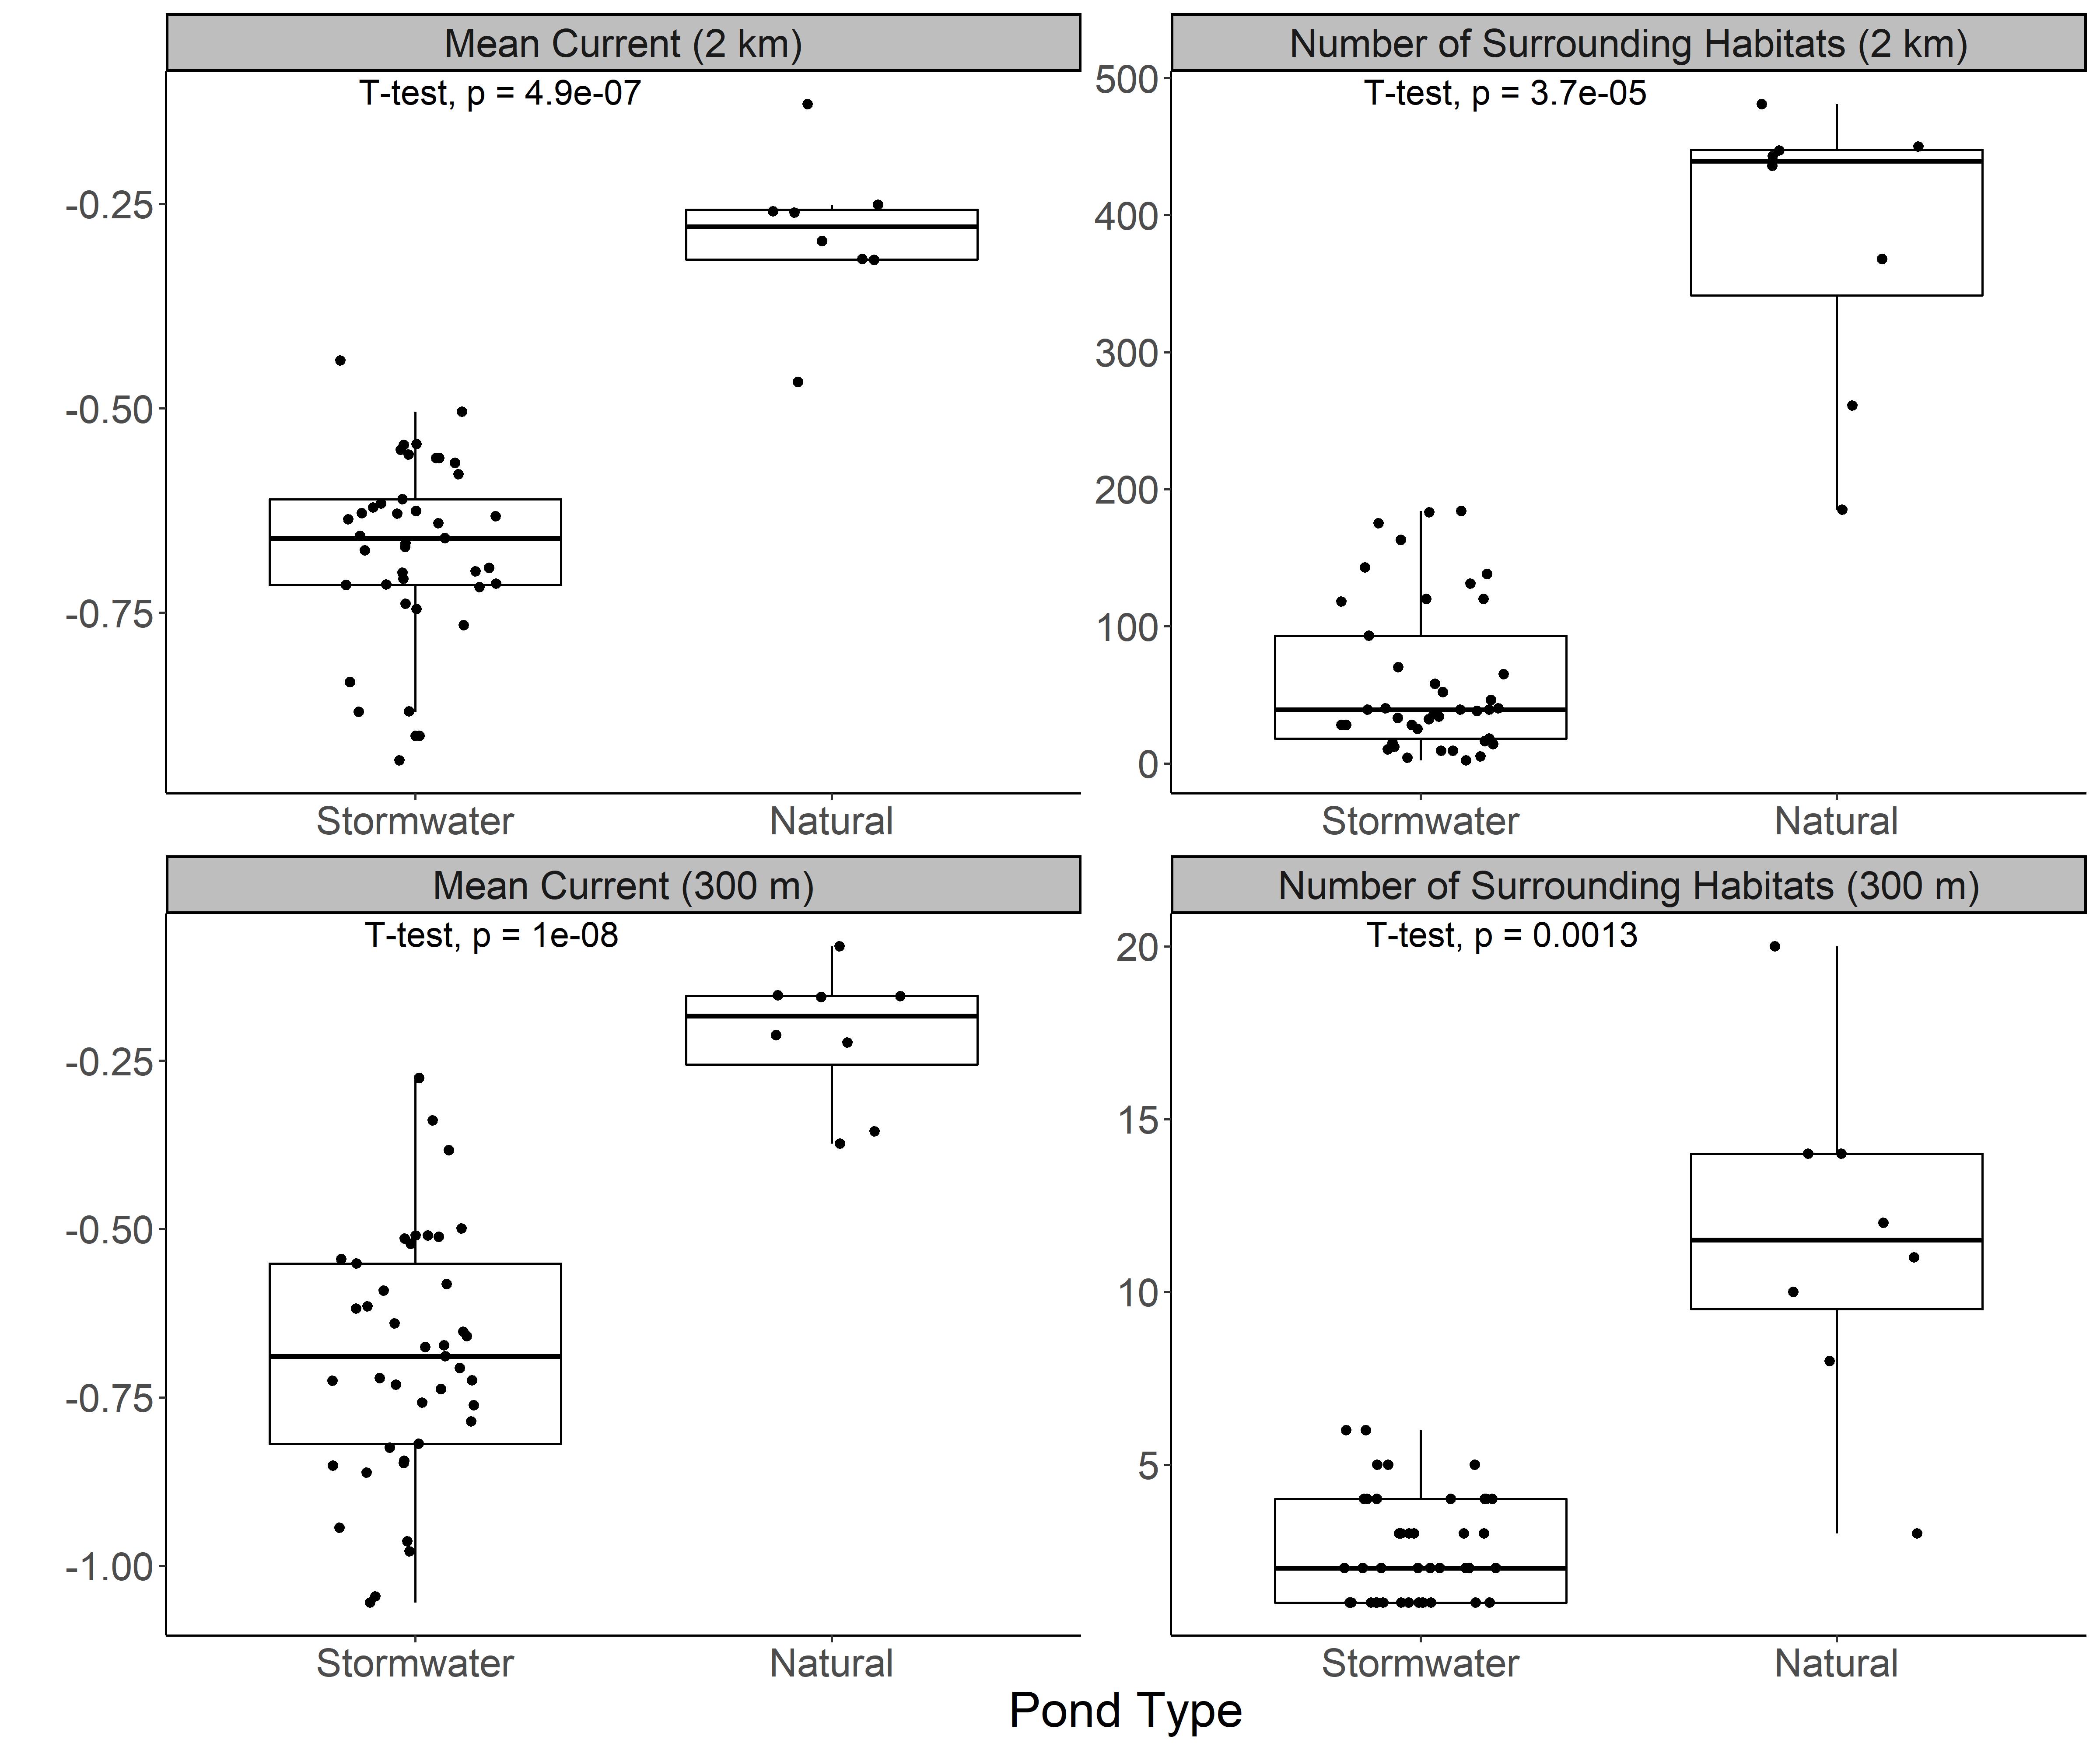 Mean Current (2 km)
T-test, p = 4.9e-07
-0.25
-0.50
-0.75
Stormwater
Natural
Number of Surrounding Habitats (2 km)
T-test, p = 3.7e-05
500
400
300
200
100
0
Stormwater
Natural
Mean Current (300 m)
T-test, p = 1e-08
-0.25
-0.50
-0.75
-1.00
Stormwater
Natural
Number of Surrounding Habitats (300 m)
T-test, p = 0.0013
20
15
10
5
Stormwater
Natural
Pond Type